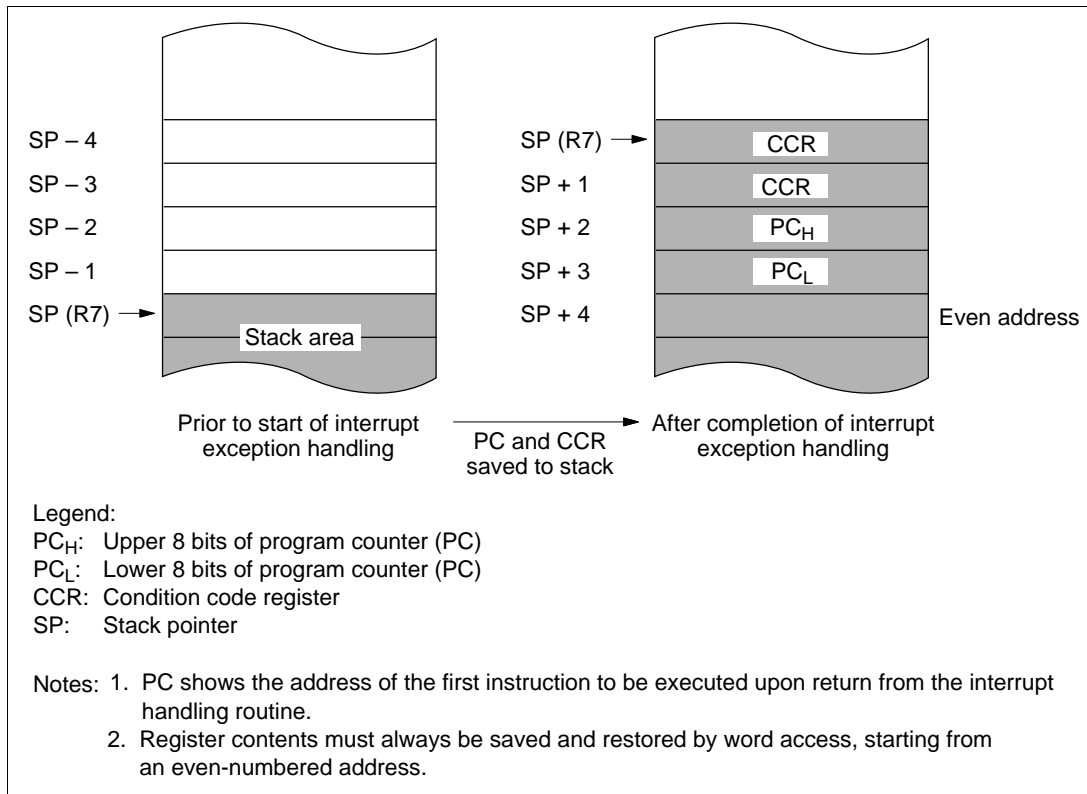 SP – 4
SP – 3
SP – 2
SP – 1
SP (R7)
Stack area
SP (R7)
SP + 1
SP + 2
SP + 3
SP + 4
CCR
CCR
PCH
PCL
Even address
Prior to start of interrupt
exception handling
PC and CCR
saved to stack
After completion of interrupt
exception handling
Legend:
PCH: Upper 8 bits of program counter (PC)
PCL: Lower 8 bits of program counter (PC)
CCR: Condition code register
SP: Stack pointer
Notes: 1. PC shows the address of the first instruction to be executed upon return from the interrupt
handling routine.
2. Register contents must always be saved and restored by word access, starting from
an even-numbered address.